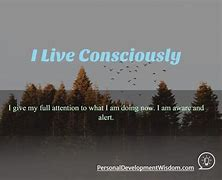 I Live Consciously
I give my full attention to what I am doing now. I am aware and
alert.
PersonalDevelopmentWisdom.com